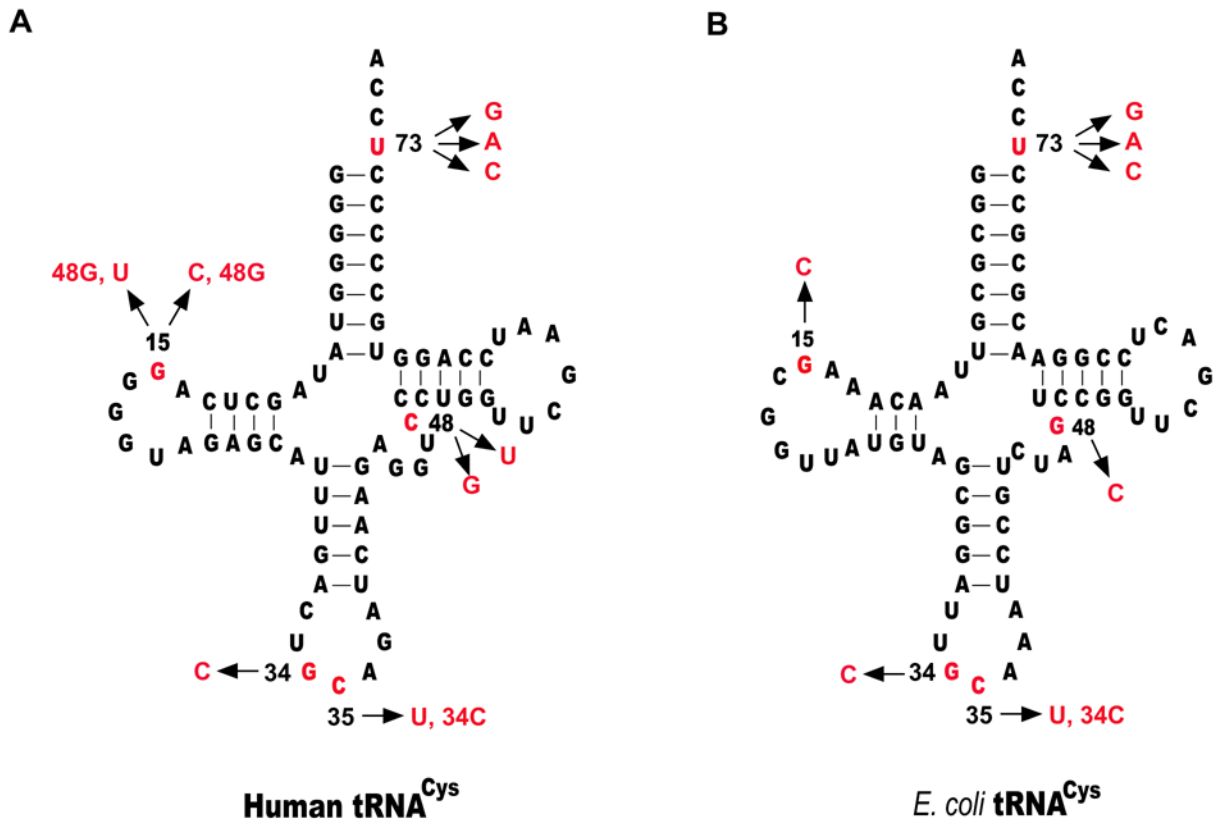 A
A
C
C
U 73 G
A
C
G C
G C
G C
G C
G C
U G
A U
48G, U C, 48G
15
G G G U
G A C U C G A U
A G A G C A
G G A C C U A A G C U U
C C U G G
C 48 U
G
U G G A
U G
U A
U A
G C
A U
C A
U G
C 34 G C A
35 U, 34C
Human tRNA^Cys
B
A
C
C
U 73 G
A
C
G C
G C
C G
G C
C G
G C
U A
C
15
C G G U U
G A A A C A A U
A U G U A
A G G C C U C A G C U U
U C C G G
G 48
C
A U C
G U
C G
G C
G C
A U
U A
U A
C 34 G C A
35 U, 34C
E. coli tRNA^Cys